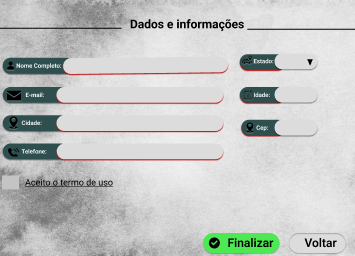 Dados e informações
Nome Completo:
Estado:
E-mail:
Idade:
Cidade:
Cep:
Telefone:
Aceito o termo de uso
Finalizar
Voltar